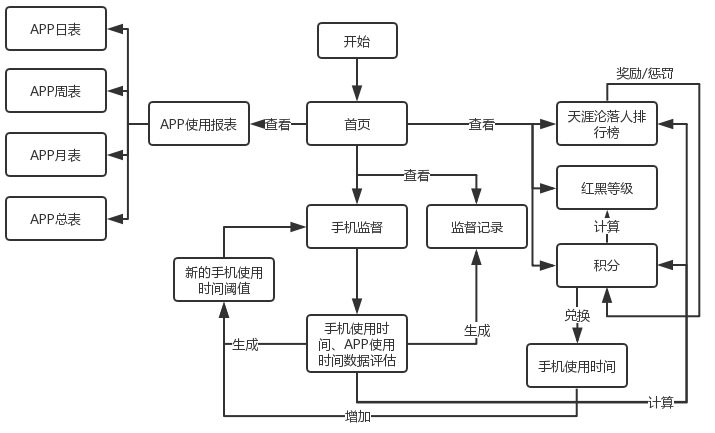 APP日表
开始
奖励/惩罚
APP周表
APP使用报表
查看
首页
查看
天涯沦落人排
行榜
APP月表
查看
红黑等级
APP总表
手机监督
监督记录
计算
新的手机使用
时间阈值
积分
手机使用时
间、APP使用
时间数据评估
生成
生成
兑换
手机使用时间
增加
计算